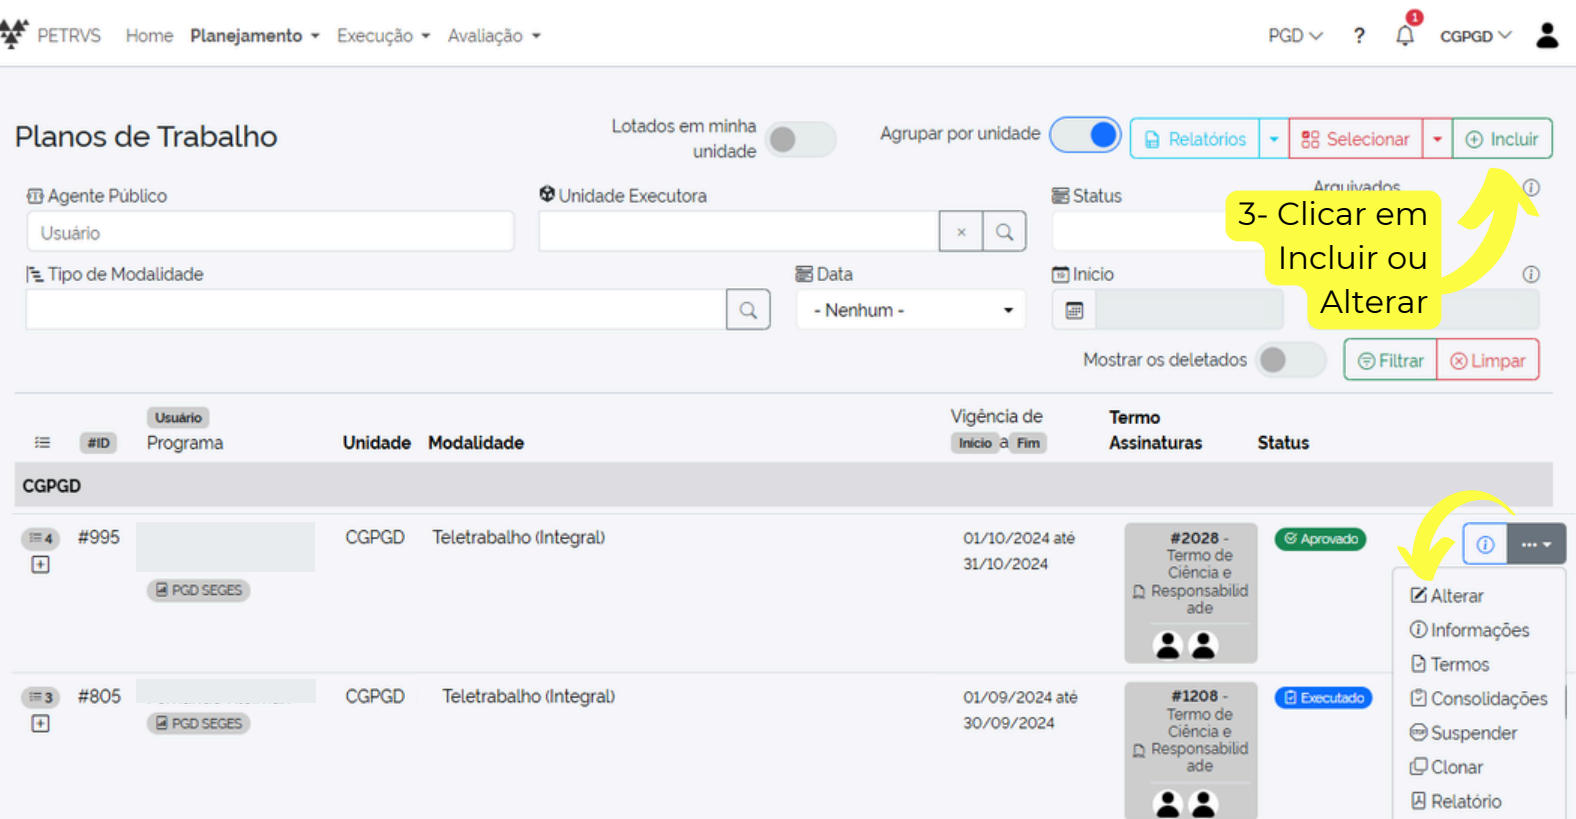 PETRVS Home Planejamento Execução Avaliação PGD ? 1 CGPGD
Planos de Trabalho
Lotados em minha
unidade
Agrupar por unidade
Relatórios
Selecionar
Incluir
Agente Público
Unidade Executora
Status
Arquivados
Usuário
×
3- Clicar em
Incluir ou
Alterar
Tipo de Modalidade
Data
Início
- Nenhum -
Mostrar os deletados
Filtrar
Limpar
#ID
Usuário
Programa
Unidade
Modalidade
Vigência de
Início a Fim
Termo
Assinaturas
Status
CGPGD
4
#995
PGD SEGES
CGPGD
Teletrabalho (Integral)
01/10/2024 até
31/10/2024
#2028 -
Termo de
Ciência e
Responsabilid
ade
Aprovado
Alterar
Informações
Termos
Consolidações
Suspender
Clonar
Relatório
3
#805
PGD SEGES
CGPGD
Teletrabalho (Integral)
01/09/2024 até
30/09/2024
#1208 -
Termo de
Ciência e
Responsabilid
ade
Executado